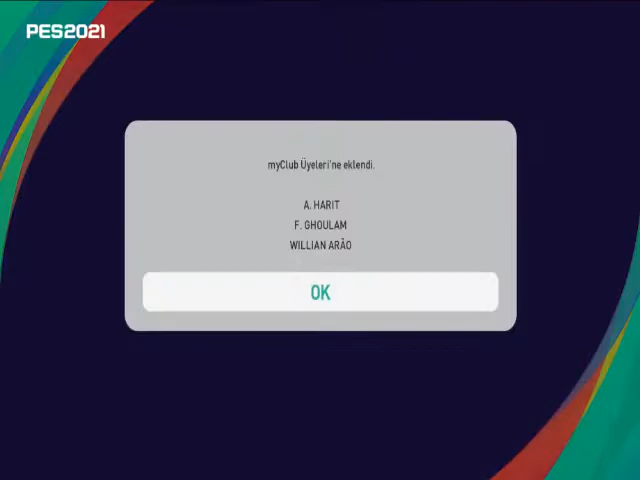 PES2021
myClub Üyeleri'ne eklendi.
A. HARIT
F. GHOULAM
WILLIAN ARÃO
OK